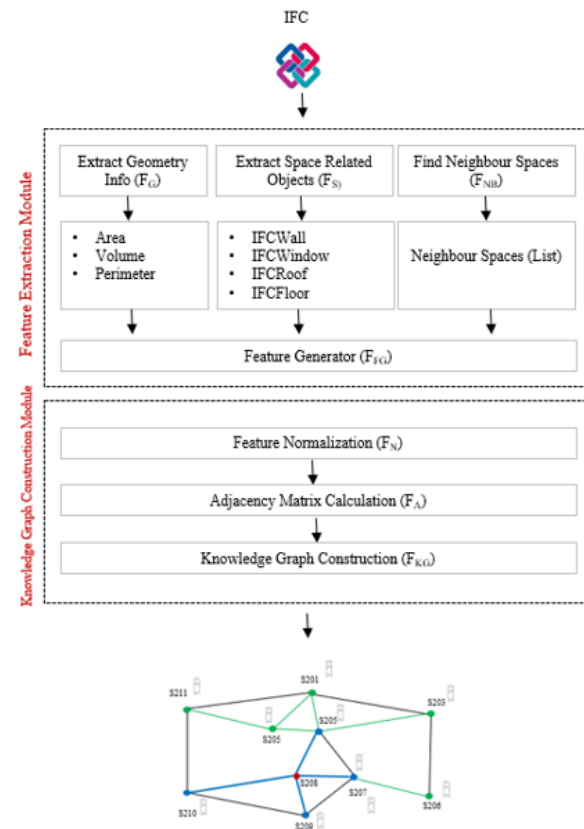 IFC
Feature Extraction Module
Extract Geometry
Info (FG)
Extract Space Related
Objects (FS)
Find Neighbour Spaces
(FNB)
• Area
• Volume
• Perimeter
• IFCWall
• IFCWindow
• IFCRoof
• IFCFloor
Neighbour Spaces (List)
Feature Generator (FFG)
Knowledge Graph Construction Module
Feature Normalization (FN)
Adjacency Matrix Calculation (FA)
Knowledge Graph Construction (FKG)
S211
S201
S203
S205
S205
S208
S207
S206
S210
S209